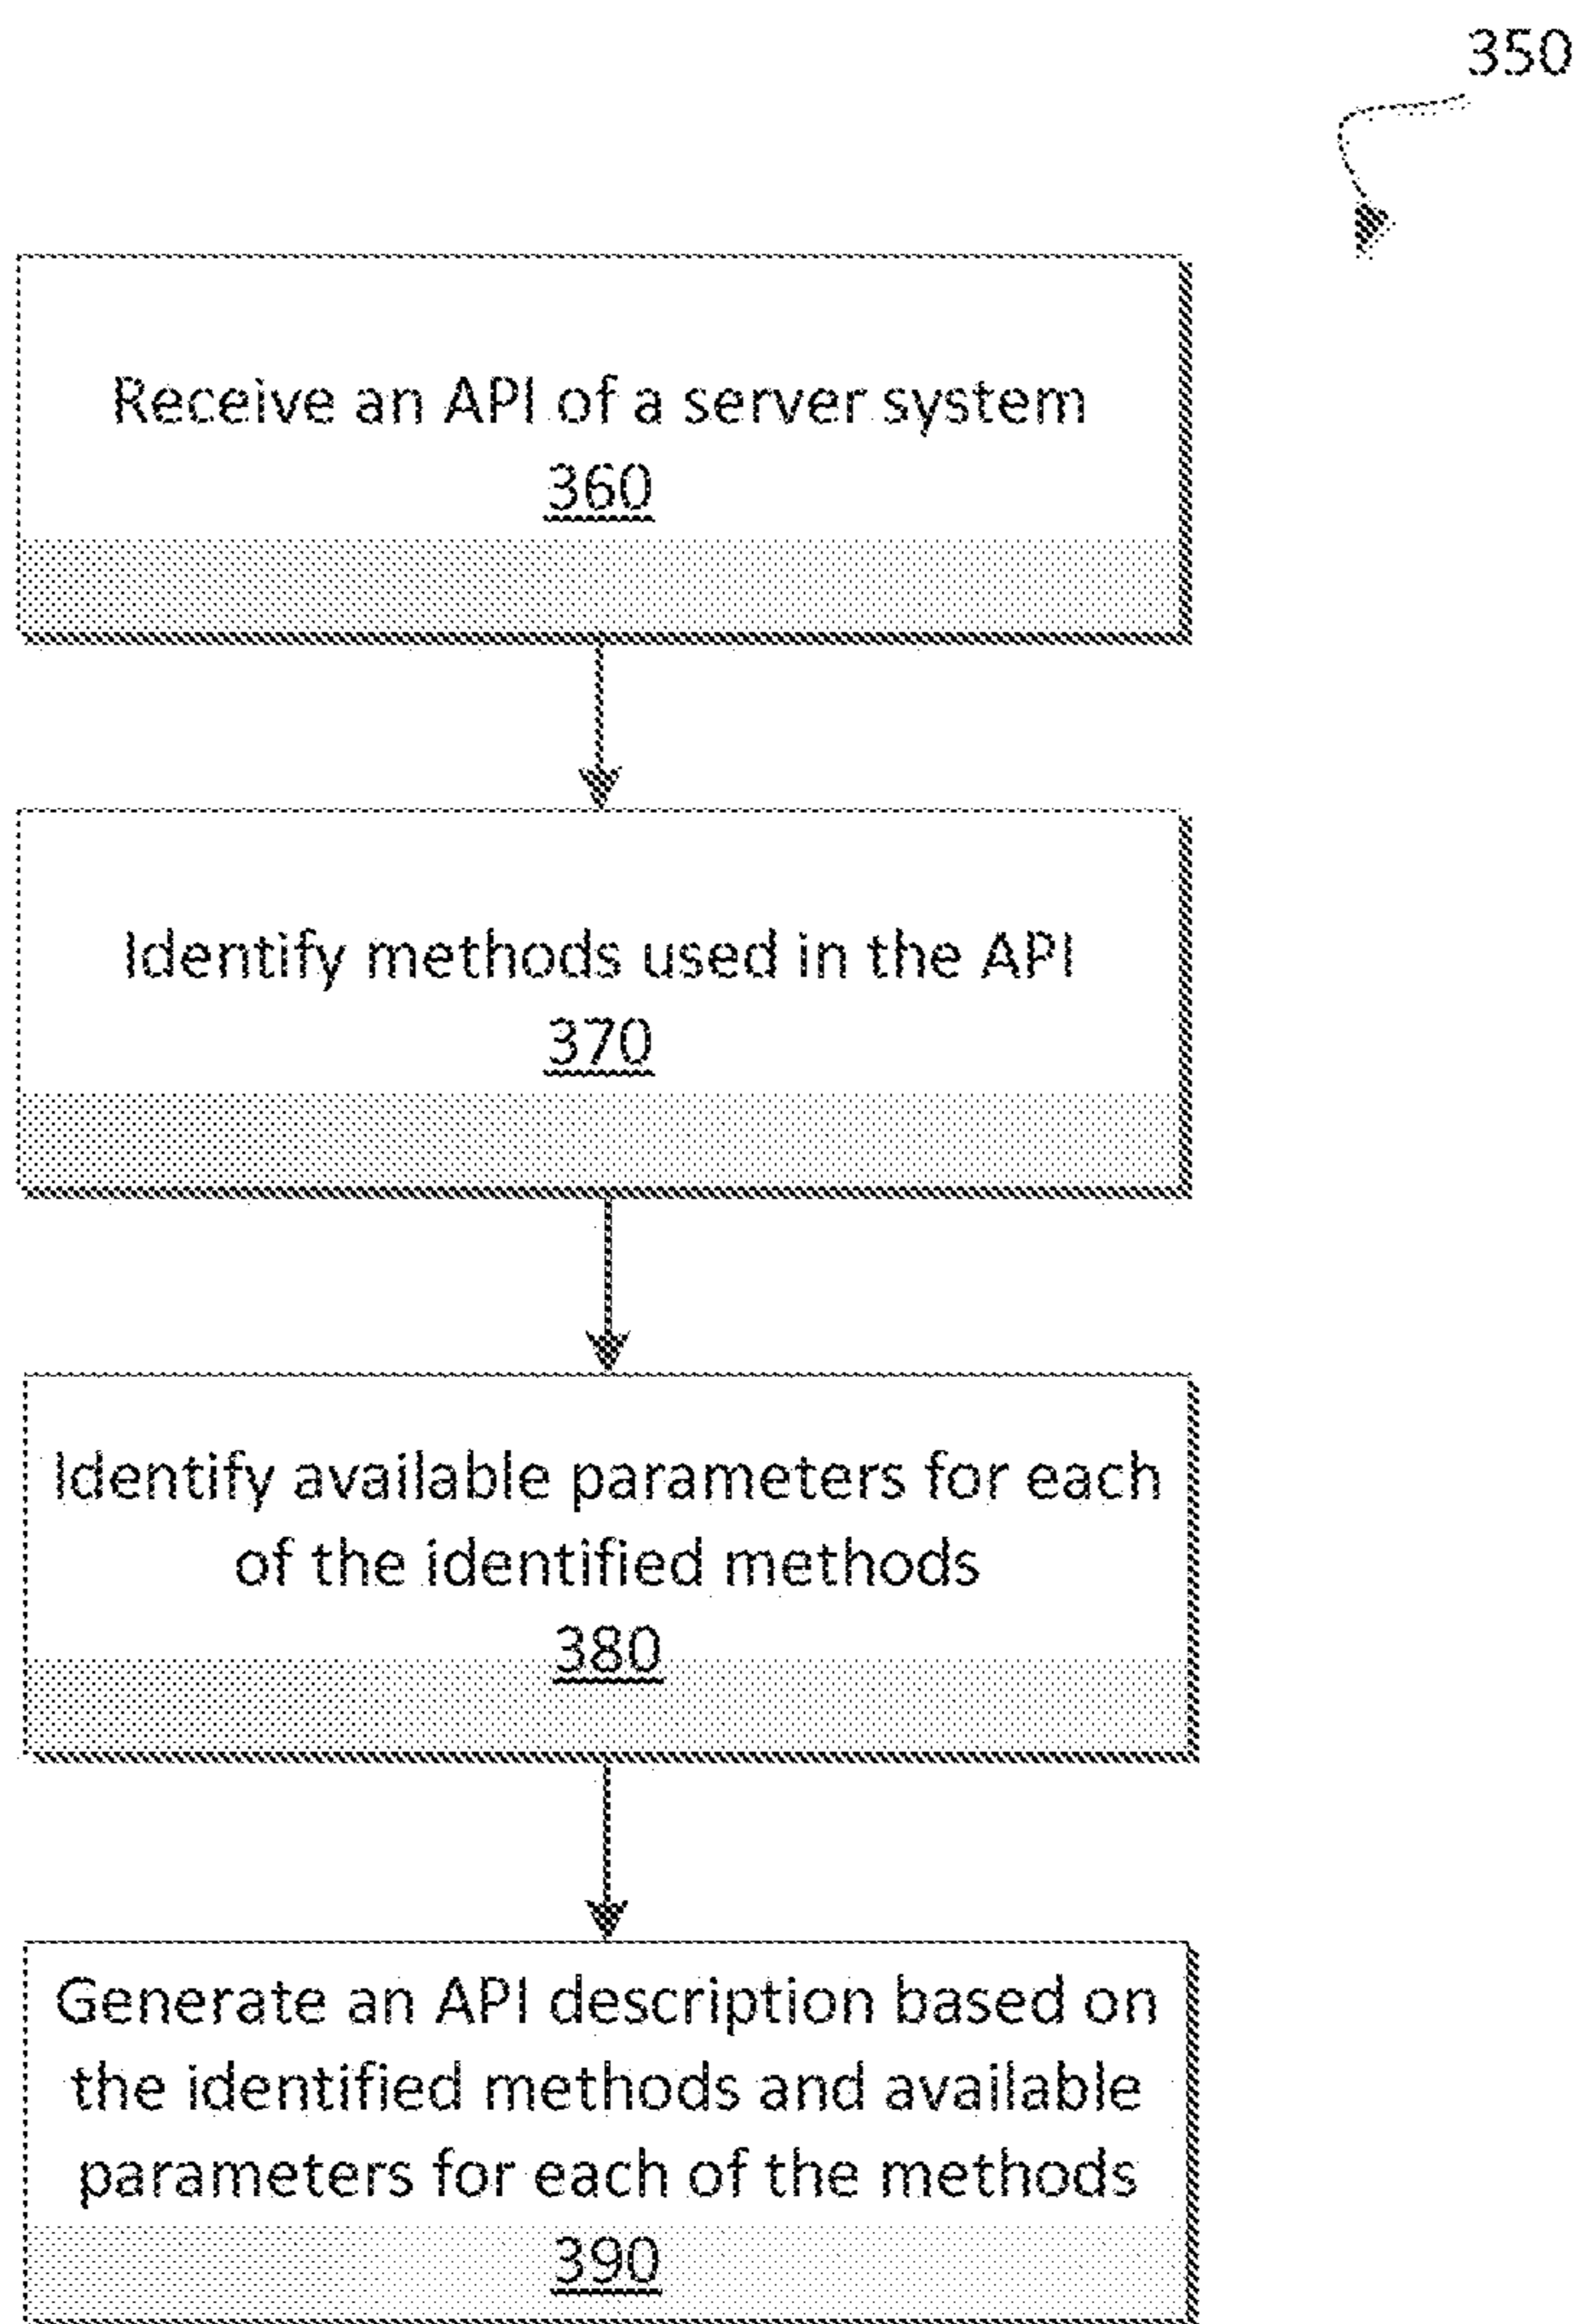 350
Receive an API of a server system
360
Identify methods used in the API
370
Identify available parameters for each
of the identified methods
380
Generate an API description based on
the identified methods and available
parameters for each of the methods
390